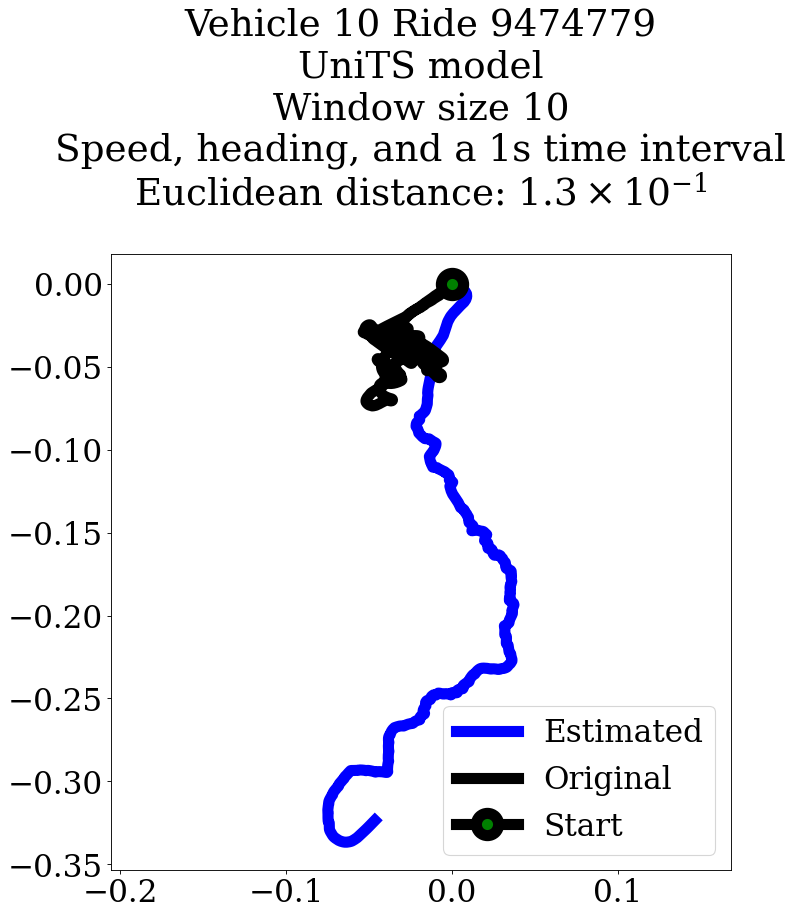 Vehicle 10 Ride 9474779
UniTS model
Window size 10
Speed, heading, and a 1s time interval
Euclidean distance: 1.3 × 10⁻¹
0.00
−0.05
−0.10
−0.15
−0.20
−0.25
−0.30
−0.35
Estimated
Original
Start
−0.2 −0.1 0.0 0.1